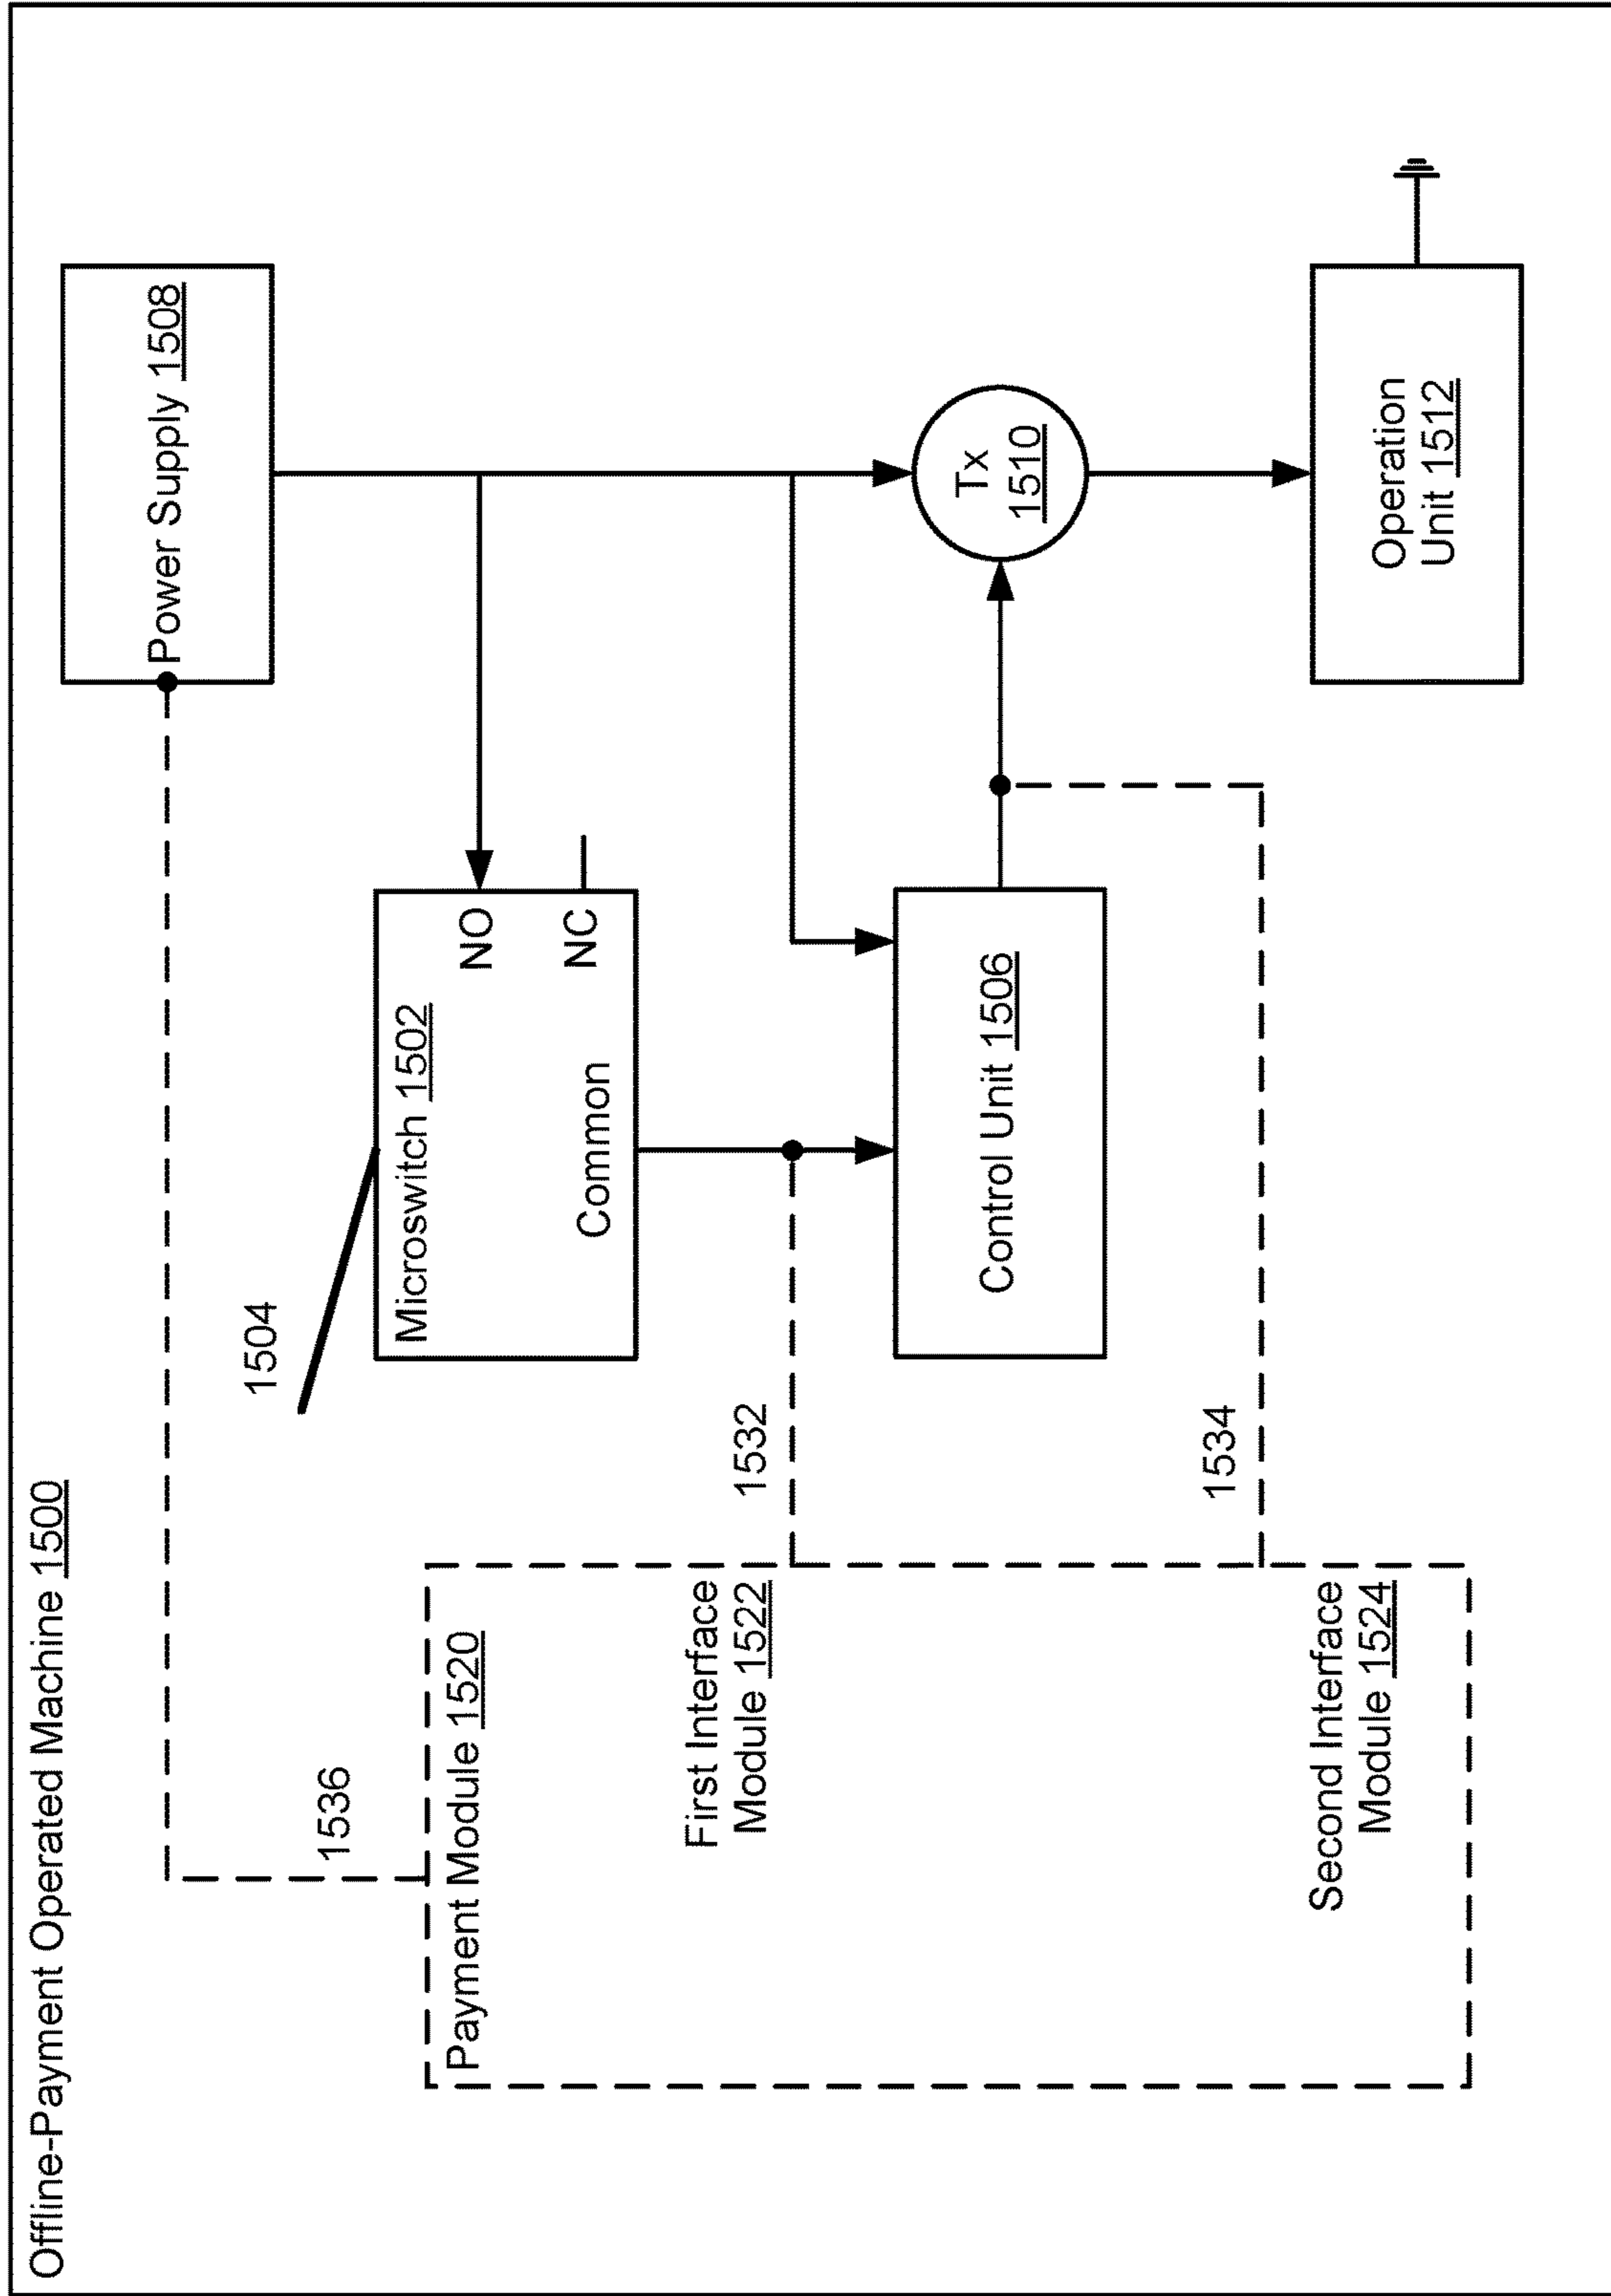 Offline-Payment Operated Machine 1500
Power Supply 1508
1536
1504
Payment Module 1520
Microswitch 1502
NO
NC
Common
First Interface
Module 1522
1532
Control Unit 1506
Tx
1510
1534
Second Interface
Module 1524
Operation
Unit 1512